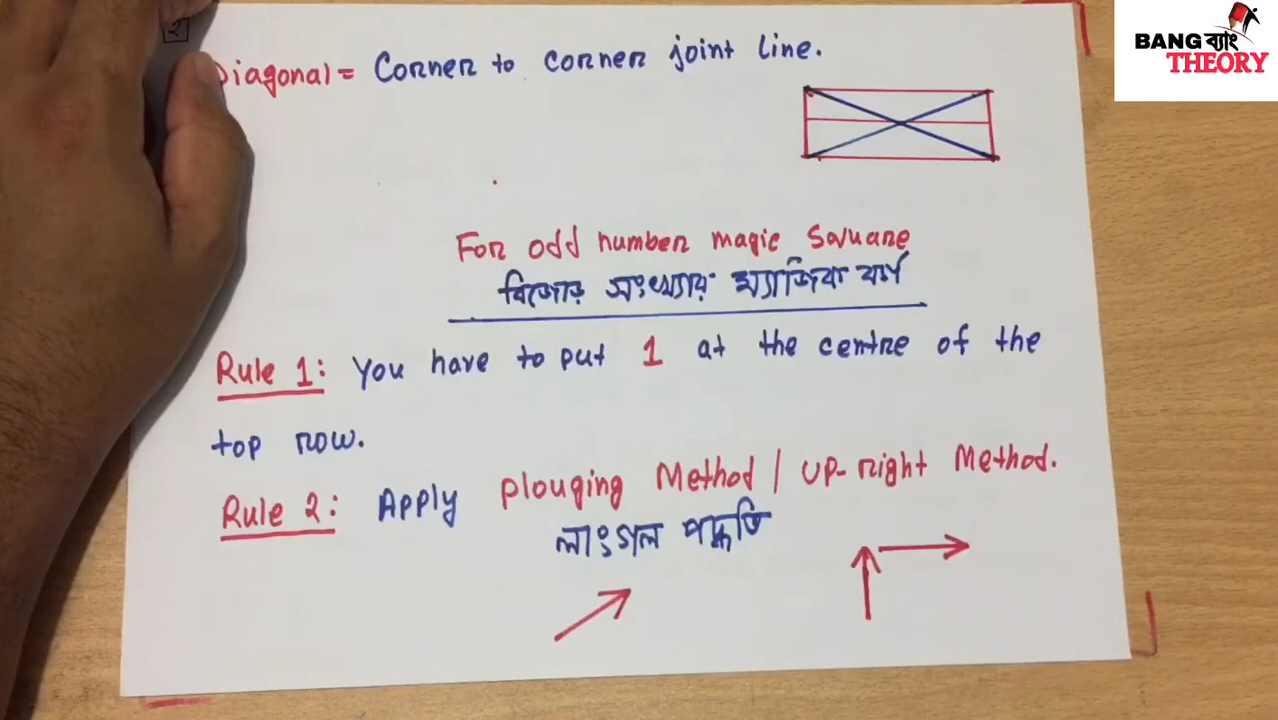 ২
Diagonal = Corner to corner joint line.
For odd number magic Square
বিজোড় সংখ্যার ম্যাজিক বর্গ
Rule 1: You have to put 1 at the centre of the
top row.
Rule 2: Apply plouging Method / UP-right Method.
লাংগল পদ্ধতি
BANG ব্যাং
THEORY